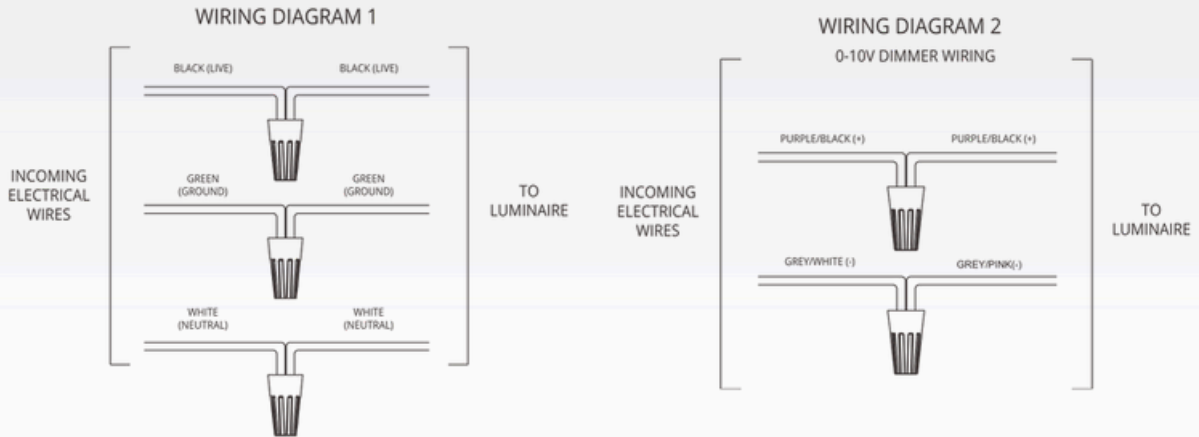 WIRING DIAGRAM 1
BLACK (LIVE)
BLACK (LIVE)
GREEN
(GROUND)
GREEN
(GROUND)
INCOMING
ELECTRICAL
WIRES
TO
LUMINAIRE
WHITE
(NEUTRAL)
WHITE
(NEUTRAL)
WIRING DIAGRAM 2
0-10V DIMMER WIRING
PURPLE/BLACK (+)
PURPLE/BLACK (+)
INCOMING
ELECTRICAL
WIRES
TO
LUMINAIRE
GREY/WHITE (-)
GREY/PINK(-)